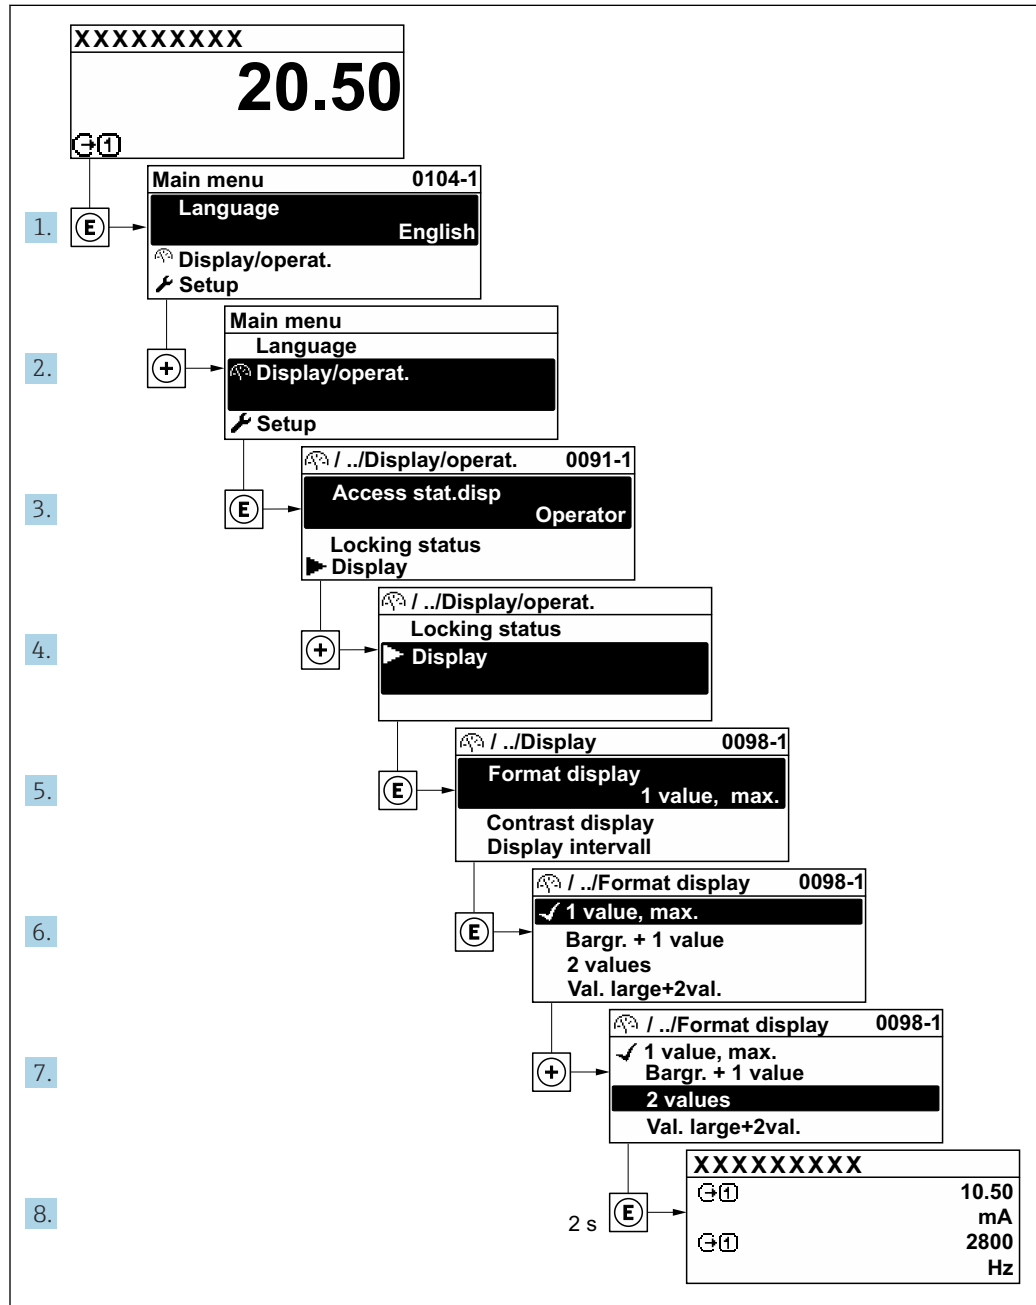 XXXXXXXXX
20.50
1
Main menu 0104-1
Language
English
1. E
Display/operat.
Setup
Main menu
Language
2. + Display/operat.
Setup
/ ../Display/operat. 0091-1
Access stat.disp
3. E Operator
Locking status
Display
/ ../Display/operat.
Locking status
4. + Display
/ ../Display 0098-1
Format display
5. E 1 value, max.
Contrast display
Display intervall
/ ../Format display 0098-1
✓ 1 value, max.
6. E Bargr. + 1 value
2 values
Val. large+2val.
/ ../Format display 0098-1
✓ 1 value, max.
7. + Bargr. + 1 value
2 values
Val. large+2val.
XXXXXXXXX
1 10.50
8. 2 s E mA
1 2800
Hz